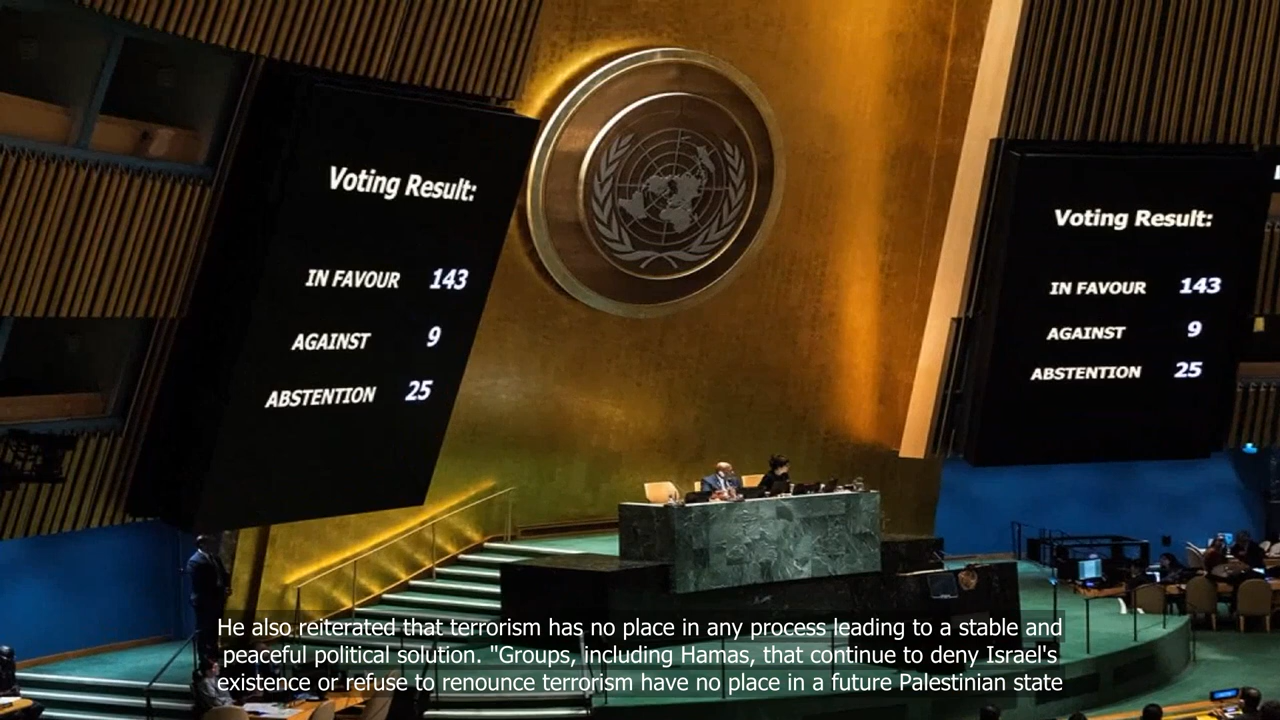 Voting Result:
IN FAVOUR 143
AGAINST 9
ABSTENTION 25
Voting Result:
IN FAVOUR 143
AGAINST 9
ABSTENTION 25
He also reiterated that terrorism has no place in any process leading to a stable and
peaceful political solution. "Groups, including Hamas, that continue to deny Israel's
existence or refuse to renounce terrorism have no place in a future Palestinian state